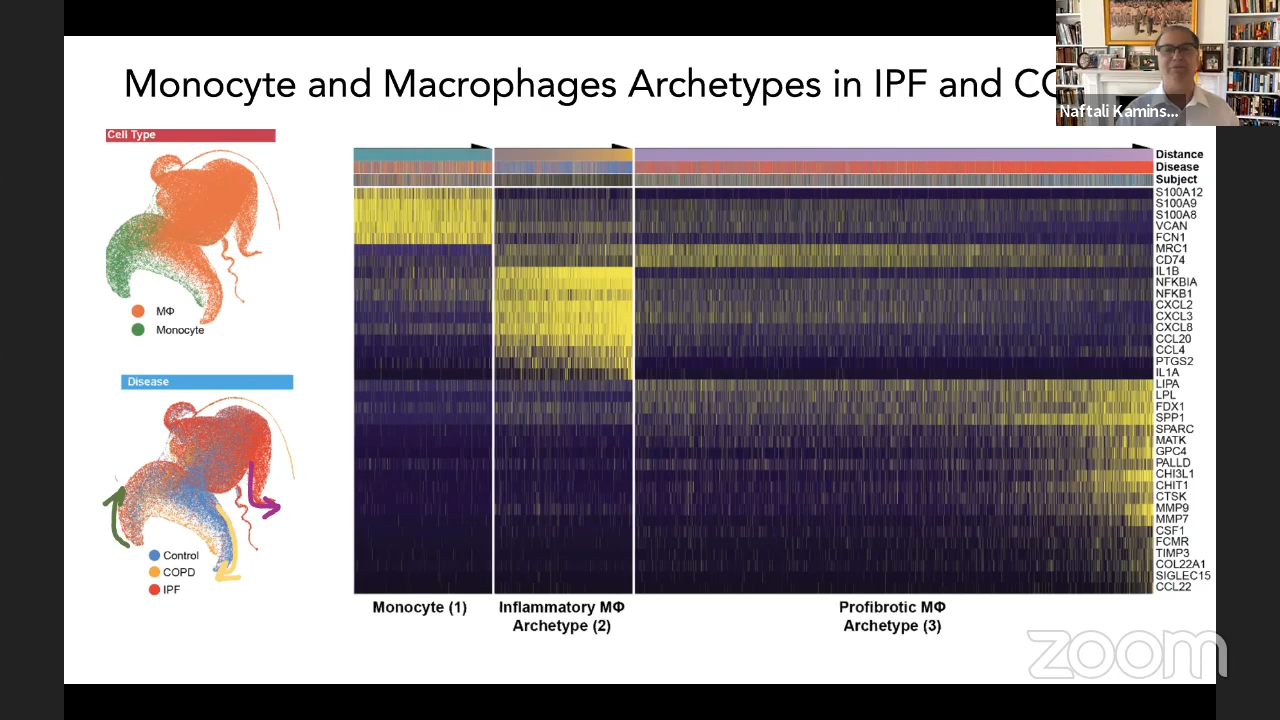 Monocyte and Macrophages Archetypes in IPF and CO
Naftali Kamins...
Cell Type
MΦ
Monocyte
Disease
Control
COPD
IPF
Distance
Disease
Subject
S100A12
S100A9
S100A8
VCAN
FCN1
MRC1
CD74
IL1B
NFKBIA
NFKB1
CXCL2
CXCL3
CXCL8
CCL20
CCL4
PTGS2
IL1A
LIPA
LPL
FDX1
SPP1
SPARC
MATK
GPC4
PALLD
CHI3L1
CHIT1
CTSK
MMP9
MMP7
CSF1
FCMR
TIMP3
COL22A1
SIGLEC15
CCL22
Monocyte (1)
Inflammatory MΦ
Archetype (2)
Profibrotic MΦ
Archetype (3)
zoom